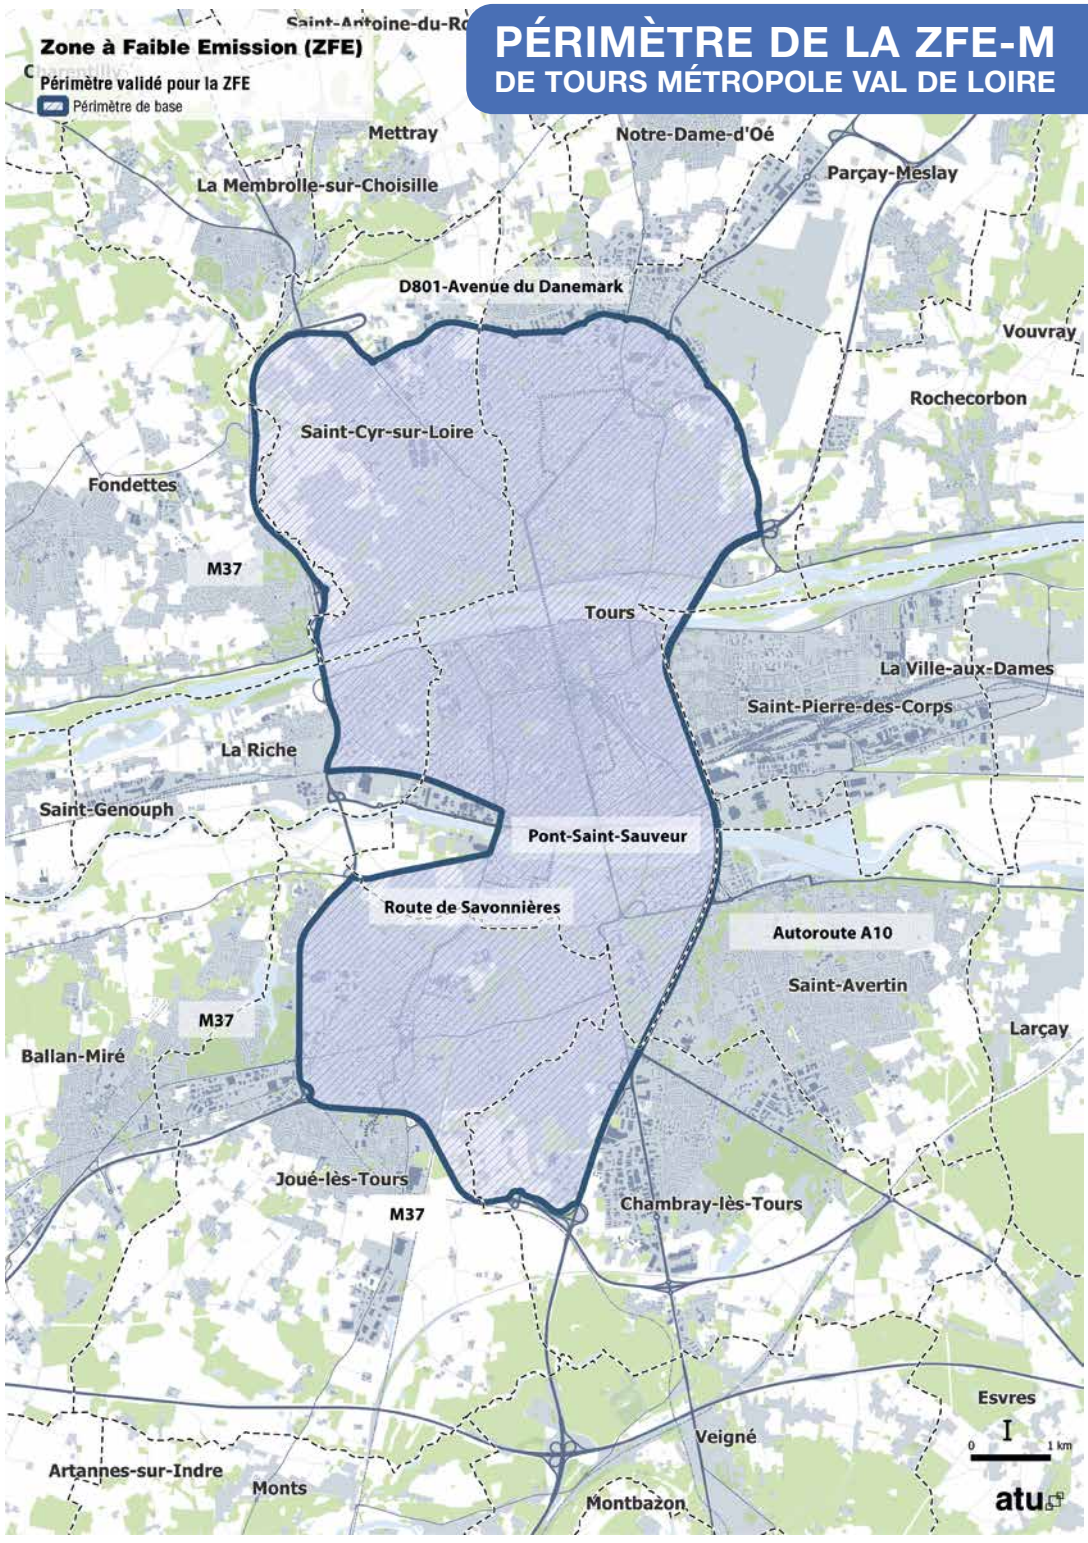 PÉRIMÈTRE DE LA ZFE-M
DE TOURS MÉTROPOLE VAL DE LOIRE
Zone à Faible Emission (ZFE)
Périmètre validé pour la ZFE
Périmètre de base
Saint-Antoine-du-Ro
Charentilly
Mettray
Notre-Dame-d'Oé
Parçay-Meslay
La Membrolle-sur-Choisille
D801-Avenue du Danemark
Vouvray
Rochecorbon
Saint-Cyr-sur-Loire
Fondettes
M37
Tours
La Ville-aux-Dames
Saint-Pierre-des-Corps
La Riche
Saint-Genouph
Pont-Saint-Sauveur
Route de Savonnières
Autoroute A10
Saint-Avertin
M37
Larçay
Ballan-Miré
Joué-lès-Tours
Chambray-lès-Tours
M37
Esvres
0 1 km
Veigné
Artannes-sur-Indre
Monts
Montbazon
atu